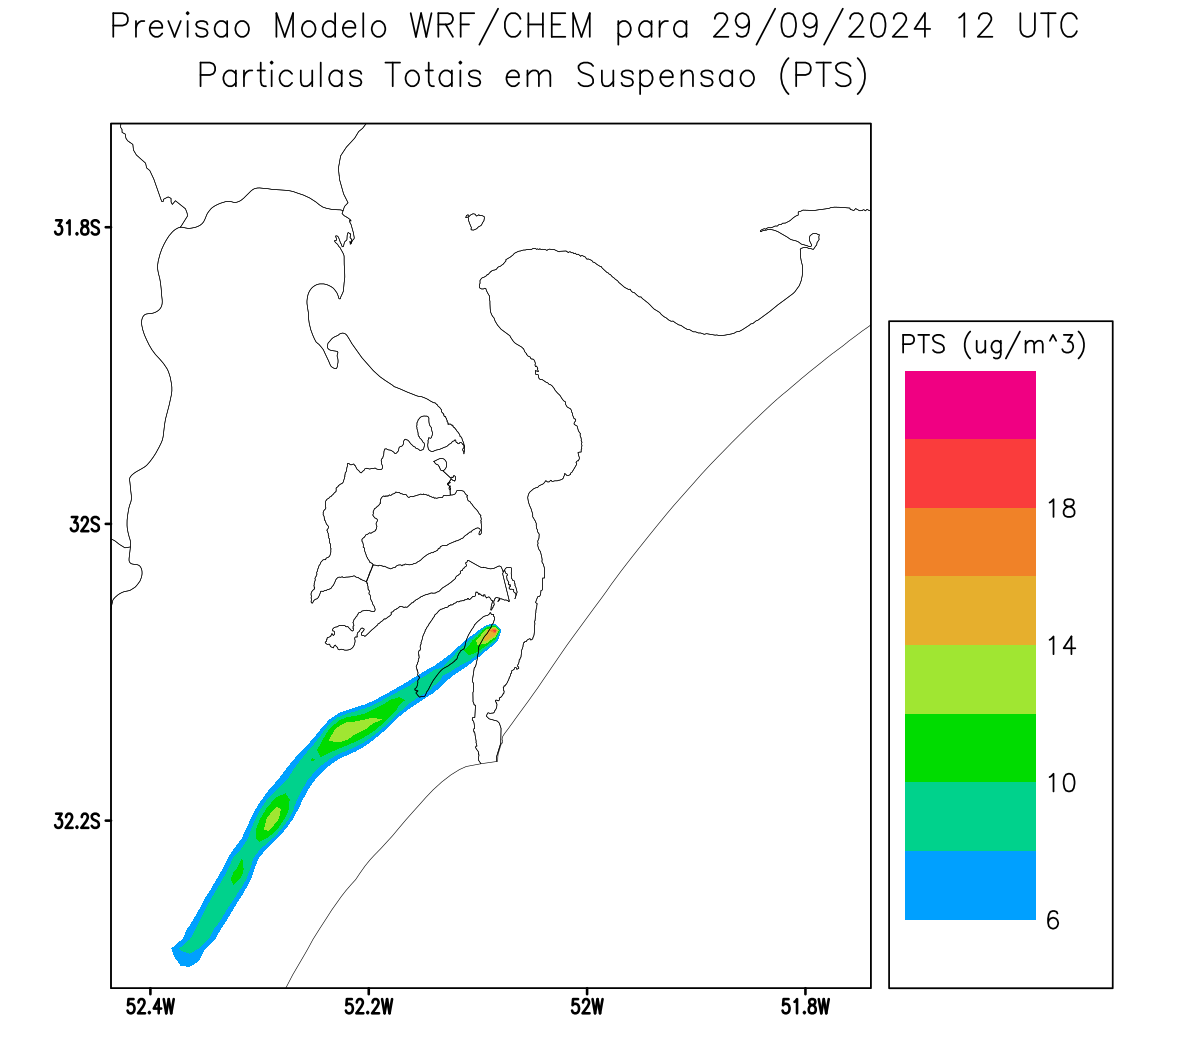 Previsao Modelo WRF/CHEM para 29/09/2024 12 UTC
Particulas Totais em Suspensao (PTS)
31.8S
32S
32.2S
52.4W
52.2W
52W
51.8W
PTS (ug/m^3)
18
14
10
6